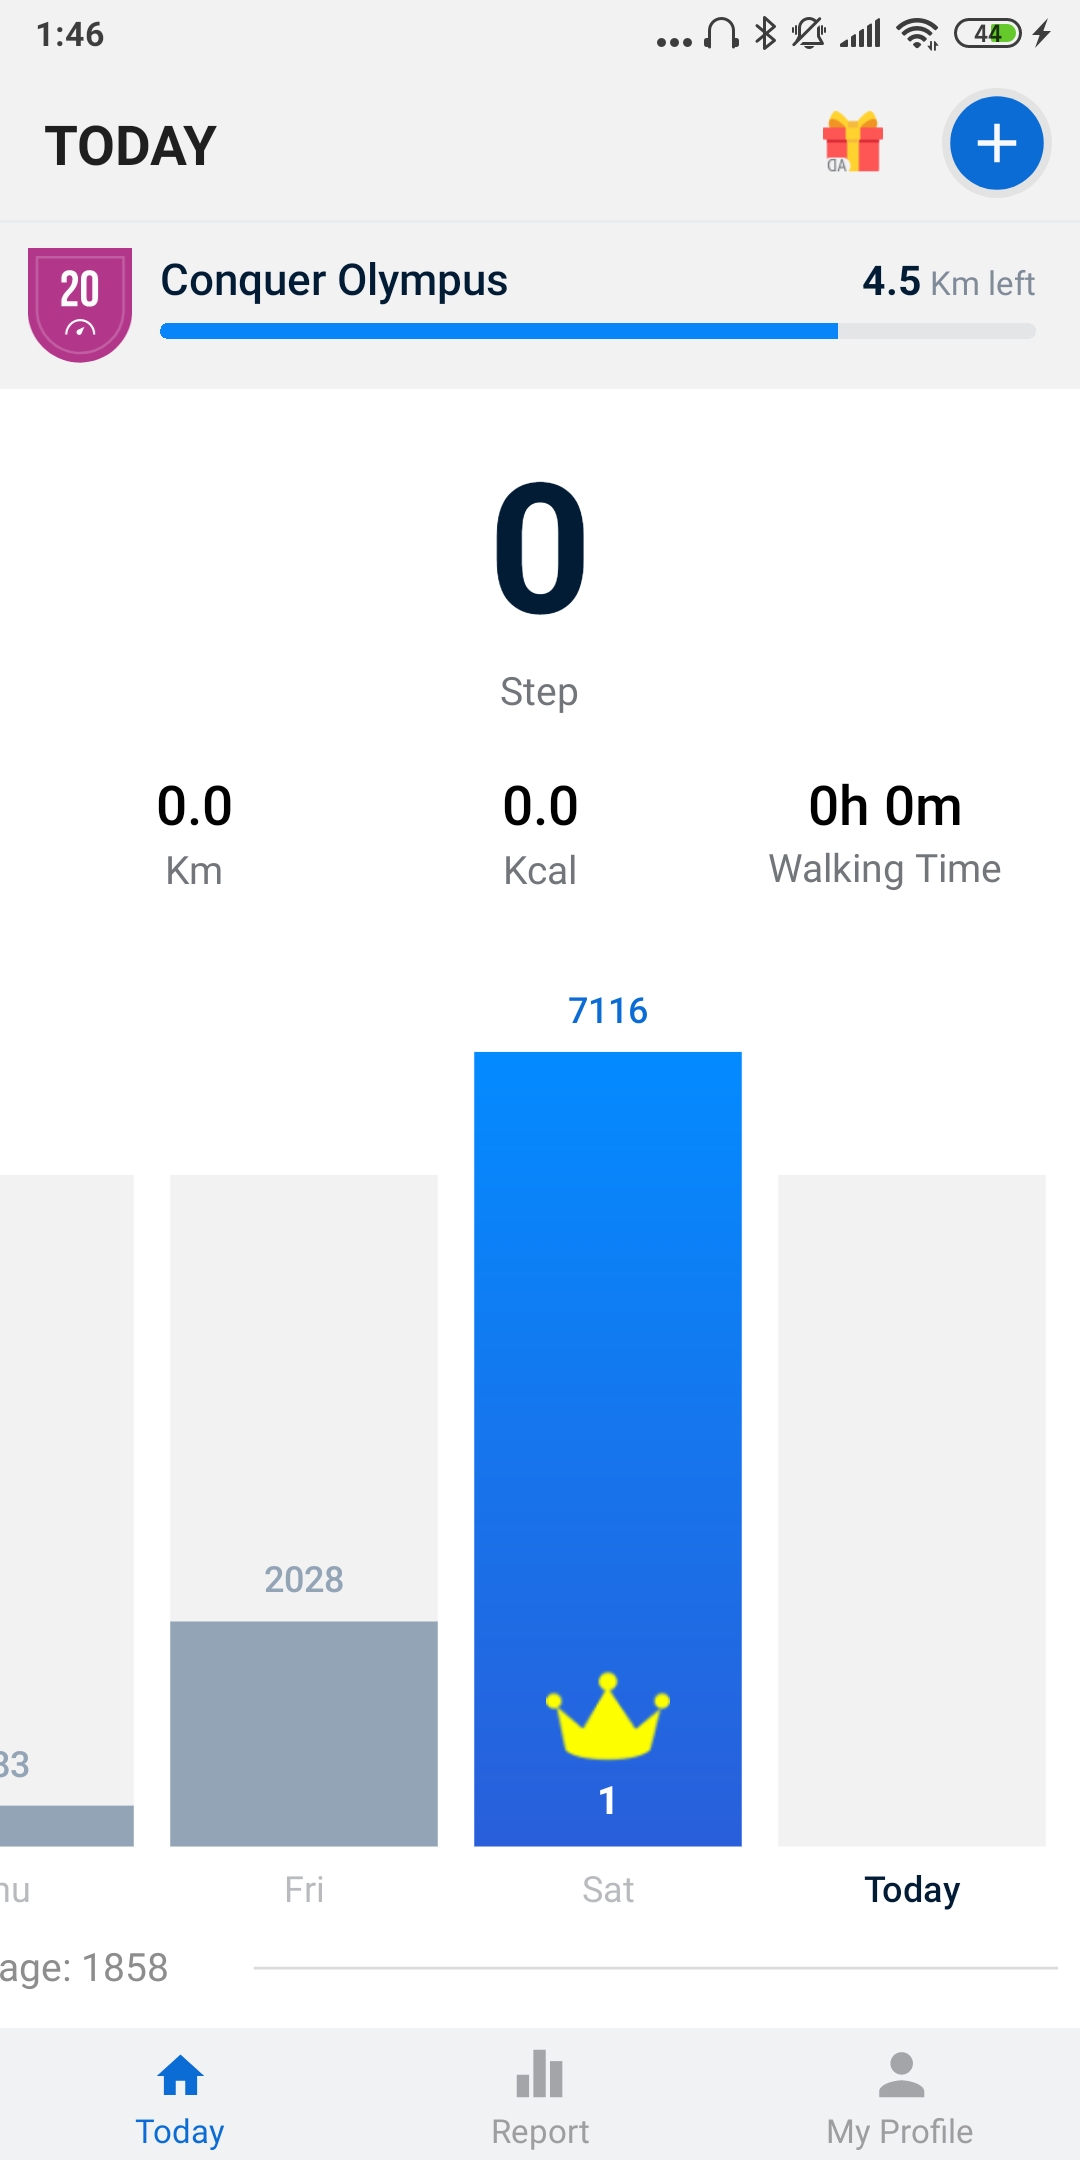 1:46
44
TODAY
AD
20
Conquer Olympus
4.5 Km left
0
Step
0.0
0.0
0h 0m
Km
Kcal
Walking Time
7116
2028
33
1
Fri
Sat
Today
age: 1858
Today
Report
My Profile